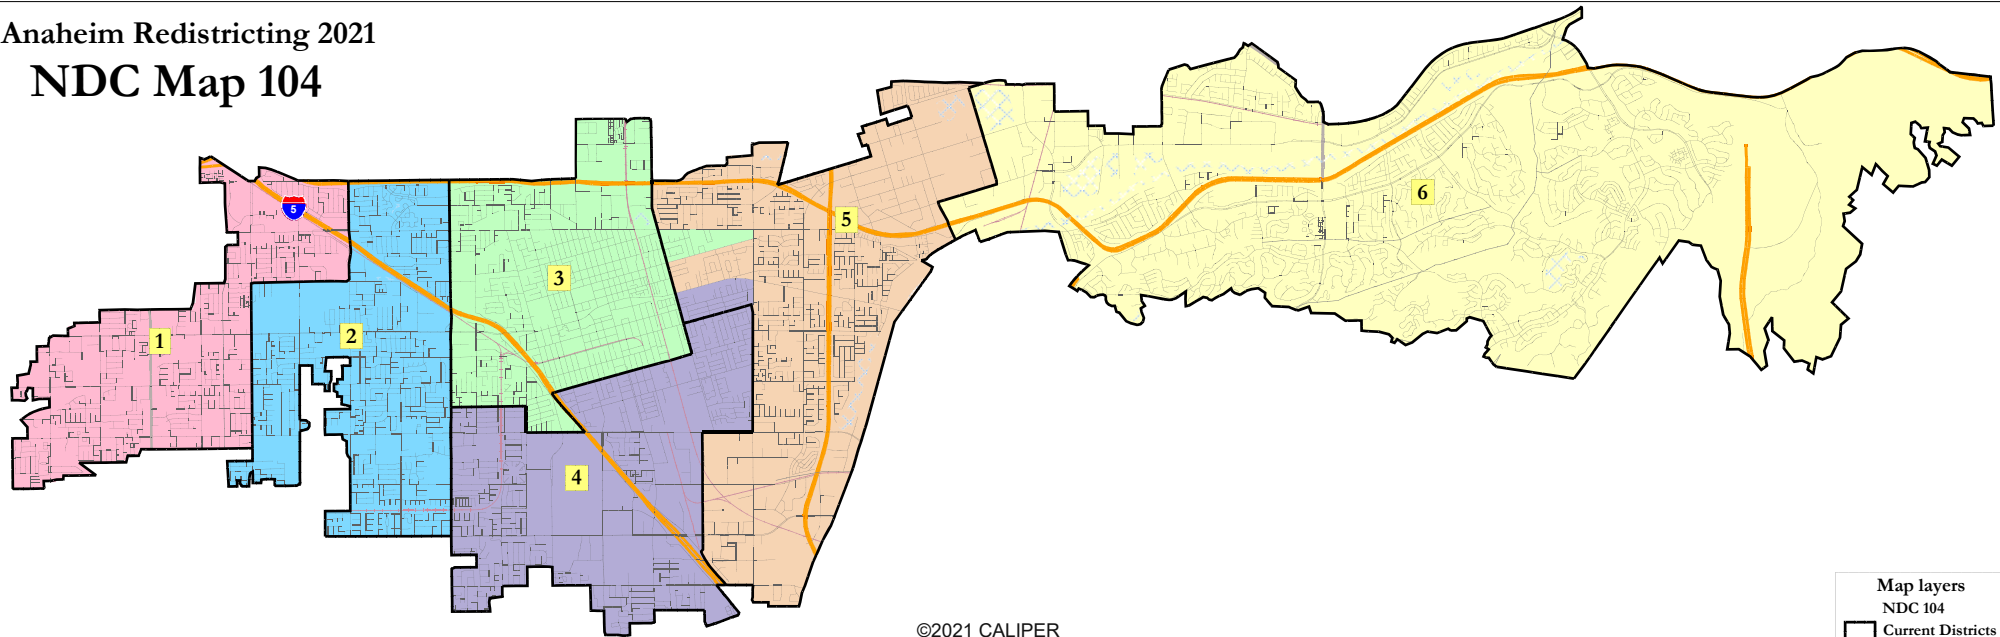 Anaheim Redistricting 2021
NDC Map 104
5
1
2
3
4
5
6
Map layers
NDC 104
Current Districts
©2021 CALIPER